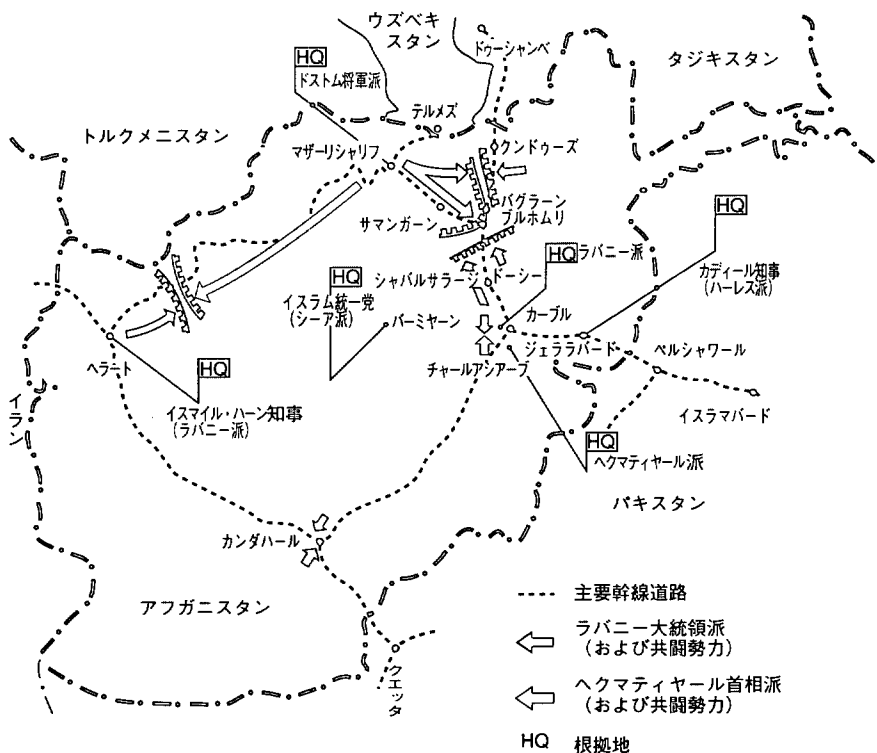 ウズベキ
スタン
ドゥーシャンベ
タジキスタン
HQ
ドストム将軍派
テルメズ
トルクメニスタン
マザーリシャリフ
クンドゥーズ
バグラーン
プルホムリ
サマンガーン
HQ
カディール知事
(ハーレス派)
HQ
ラバニー派
シャバルサラージ
ドーシー
HQ
イスラム統一党
(シーア派)
バーミヤーン
カーブル
ジェララバード
ペルシャワール
チャールアシアーブ
イスラマバード
ヘラート
HQ
イスマイル・ハーン知事
(ラバニー派)
イラン
HQ
ヘクマティヤール派
パキスタン
カンダハール
アフガニスタン
クエッタ
主要幹線道路
ラバニー大統領派
(および共闘勢力)
ヘクマティヤール首相派
(および共闘勢力)
HQ 根拠地